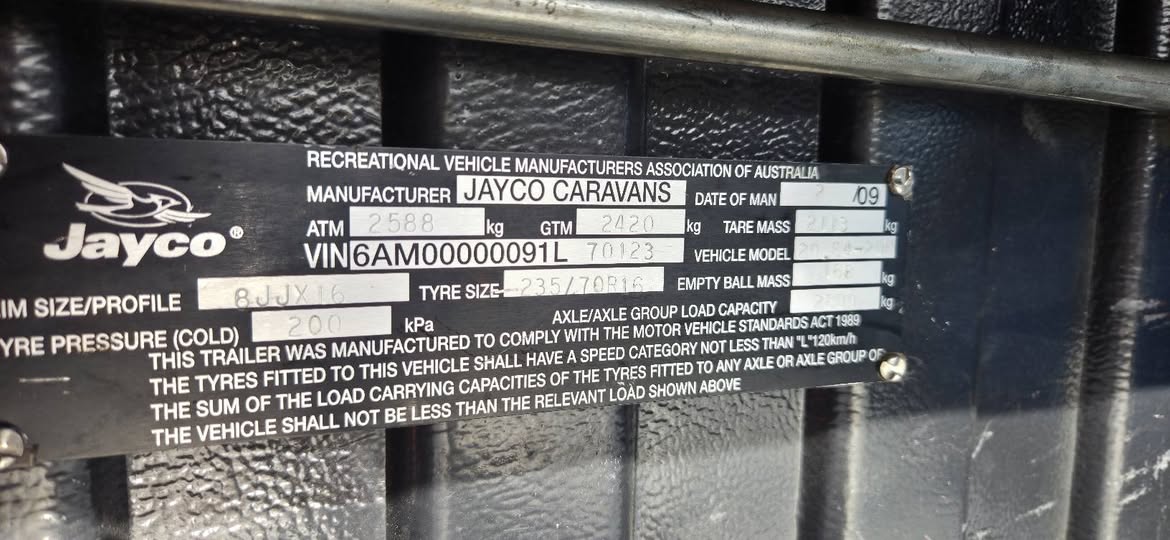 Jayco®
RECREATIONAL VEHICLE MANUFACTURERS ASSOCIATION OF AUSTRALIA
MANUFACTURER JAYCO CARAVANS DATE OF MAN 2 /09
ATM 2588 kg GTM 2420 kg TARE MASS kg
VIN 6AM00000091L 70123 VEHICLE MODEL
IM SIZE/PROFILE 8JJX16 TYRE SIZE 235/70R16 EMPTY BALL MASS 168 kg
YRE PRESSURE (COLD) 200 kPa AXLE/AXLE GROUP LOAD CAPACITY kg
THIS TRAILER WAS MANUFACTURED TO COMPLY WITH THE MOTOR VEHICLE STANDARDS ACT 1989
THE TYRES FITTED TO THIS VEHICLE SHALL HAVE A SPEED CATEGORY NOT LESS THAN "L"120km/h
THE SUM OF THE LOAD CARRYING CAPACITIES OF THE TYRES FITTED TO ANY AXLE OR AXLE GROUP OF
THE VEHICLE SHALL NOT BE LESS THAN THE RELEVANT LOAD SHOWN ABOVE